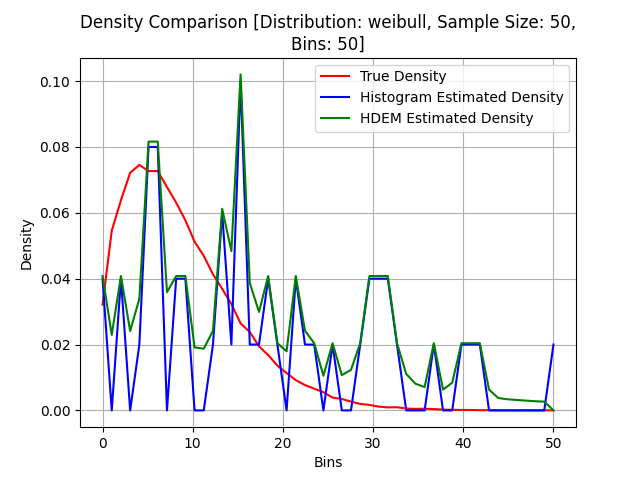 Density Comparison [Distribution: weibull, Sample Size: 50,
Bins: 50]
True Density
Histogram Estimated Density
HDEM Estimated Density
Density
0.10
0.08
0.06
0.04
0.02
0.00
0
10
20
30
40
50
Bins